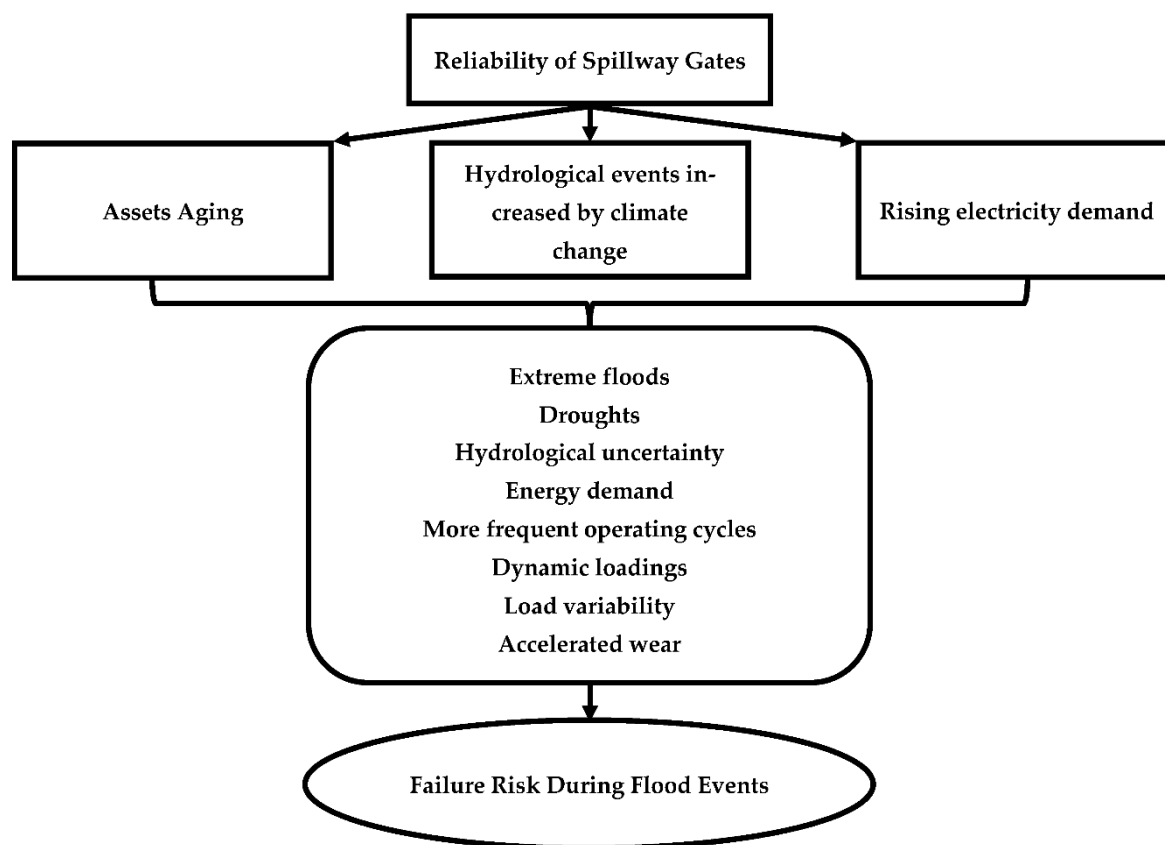 Reliability of Spillway Gates
Assets Aging
Hydrological events in-
creased by climate
change
Rising electricity demand
Extreme floods
Droughts
Hydrological uncertainty
Energy demand
More frequent operating cycles
Dynamic loadings
Load variability
Accelerated wear
Failure Risk During Flood Events